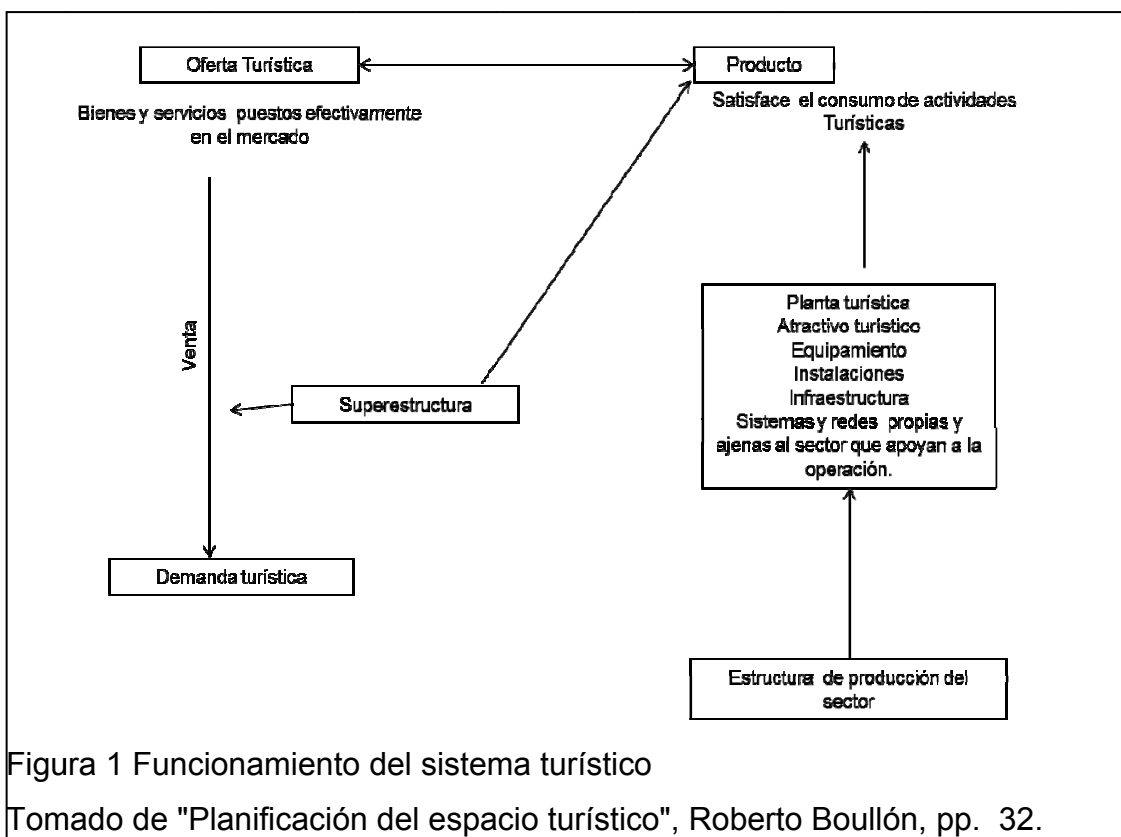 Oferta Turística
Producto
Bienes y servicios puestos efectivamente
en el mercado
Satisface el consumo de actividades
Turísticas
Venta
Planta turística
Atractivo turístico
Equipamiento
Instalaciones
Infraestructura
Sistemas y redes propias y
ajenas al sector que apoyan a la
operación.
Superestructura
Demanda turística
Estructura de producción del
sector
Figura 1 Funcionamiento del sistema turístico
Tomado de "Planificación del espacio turístico", Roberto Boullón, pp. 32.